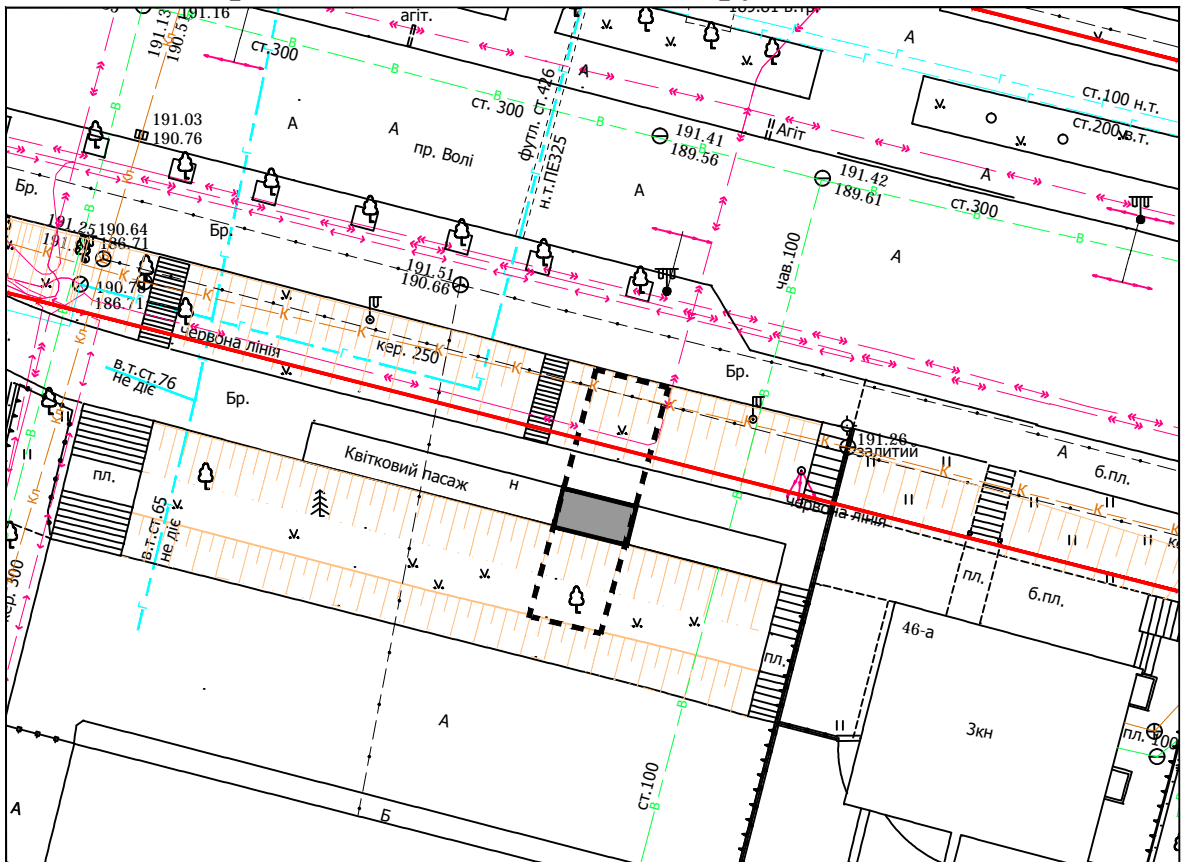 191.16
агіт.
191.13
190.51
ст.300
А
А
В
ст. 300
футл. ст.426
н.т.ПЕ325
ст.100 н.т.
ст.200 в.т.
191.03
190.76
А
А
пр. Волі
191.41
189.56
Агіт
191.42
189.61
А
А
ст.300
Бр.
Бр.
191.25
190.64
186.71
190.78
186.71
191.51
190.66
чав.100
А
червона лінія
кер. 250
в.т.ст.76
не діє
Бр.
Бр.
Квітковий Пасаж
н
191.26
залитий
А
б.пл.
червона лінія
пл.
в.т.ст.65
не діє
кер. 300
Кл
пл.
б.пл.
46-а
пл.
3кн
пл. 100
А
ст.100
А
Б